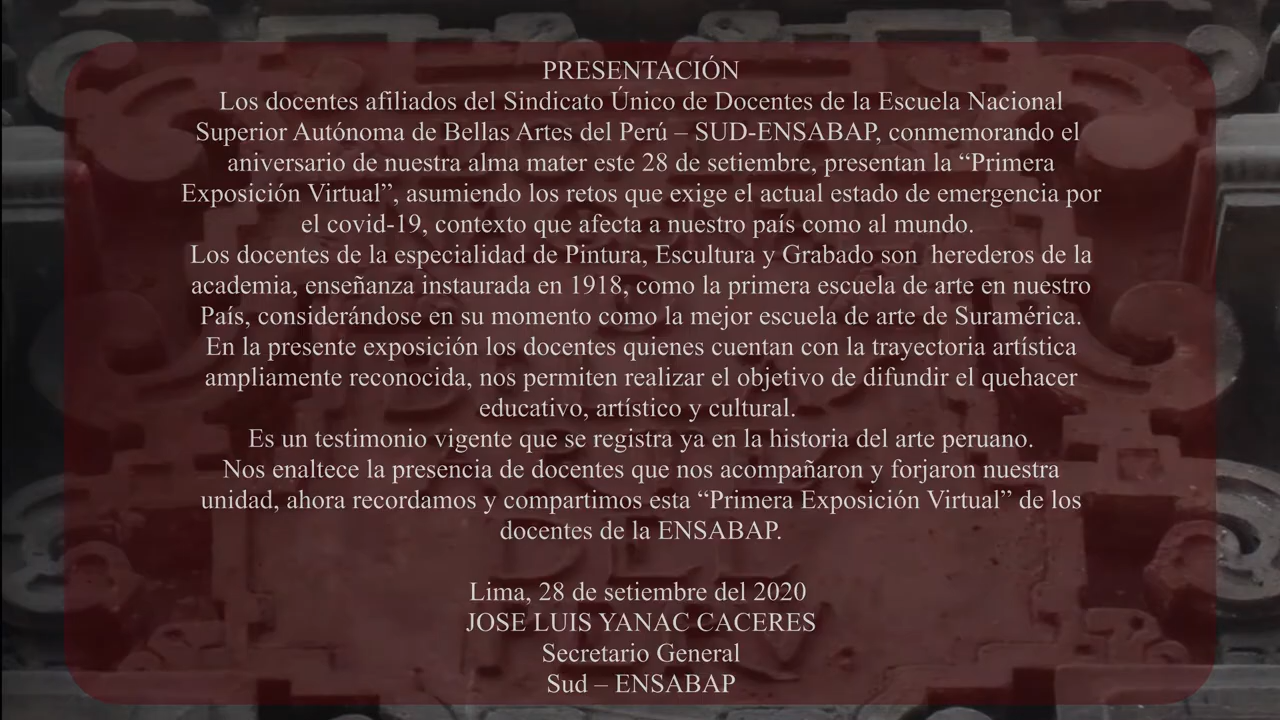 PRESENTACIÓN
Los docentes afiliados del Sindicato Único de Docentes de la Escuela Nacional
Superior Autónoma de Bellas Artes del Perú – SUD-ENSABAP, conmemorando el
aniversario de nuestra alma mater este 28 de setiembre, presentan la “Primera
Exposición Virtual”, asumiendo los retos que exige el actual estado de emergencia por
el covid-19, contexto que afecta a nuestro país como al mundo.
Los docentes de la especialidad de Pintura, Escultura y Grabado son herederos de la
academia, enseñanza instaurada en 1918, como la primera escuela de arte en nuestro
País, considerándose en su momento como la mejor escuela de arte de Suramérica.
En la presente exposición los docentes quienes cuentan con la trayectoria artística
ampliamente reconocida, nos permiten realizar el objetivo de difundir el quehacer
educativo, artístico y cultural.
Es un testimonio vigente que se registra ya en la historia del arte peruano.
Nos enaltece la presencia de docentes que nos acompañaron y forjaron nuestra
unidad, ahora recordamos y compartimos esta “Primera Exposición Virtual” de los
docentes de la ENSABAP.
Lima, 28 de setiembre del 2020
JOSE LUIS YANAC CACERES
Secretario General
Sud – ENSABAP